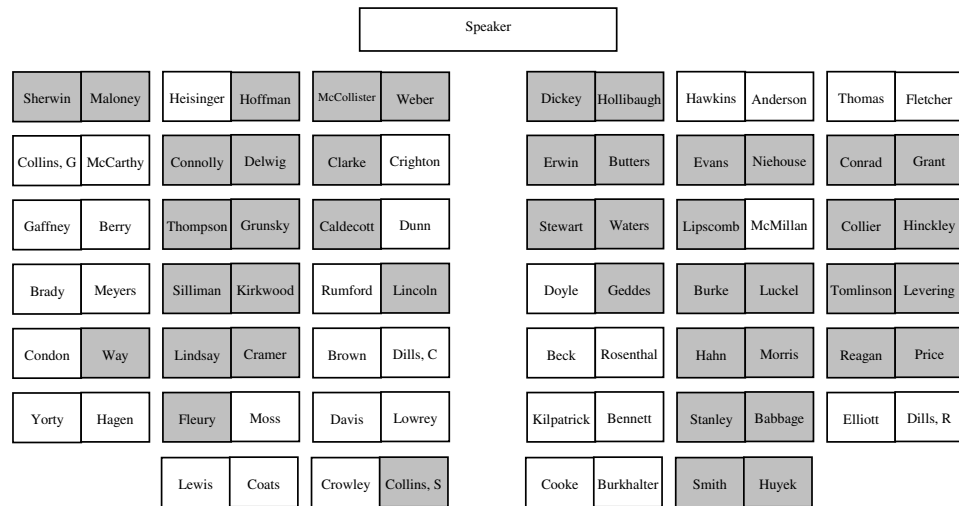 Speaker
Sherwin Maloney Heisinger Hoffman McCollister Weber Dickey Hollibaugh Hawkins Anderson Thomas Fletcher
Collins, G McCarthy Connolly Delwig Clarke Crighton Erwin Butters Evans Niehouse Conrad Grant
Gaffney Berry Thompson Grunsky Caldecott Dunn Stewart Waters Lipscomb McMillan Collier Hinckley
Brady Meyers Silliman Kirkwood Rumford Lincoln Doyle Geddes Burke Luckel Tomlinson Levering
Condon Way Lindsay Cramer Brown Dills, C Beck Rosenthal Hahn Morris Reagan Price
Yorty Hagen Fleury Moss Davis Lowrey Kilpatrick Bennett Stanley Babbage Elliott Dills, R
Lewis Coats Crowley Collins, S Cooke Burkhalter Smith Huyek